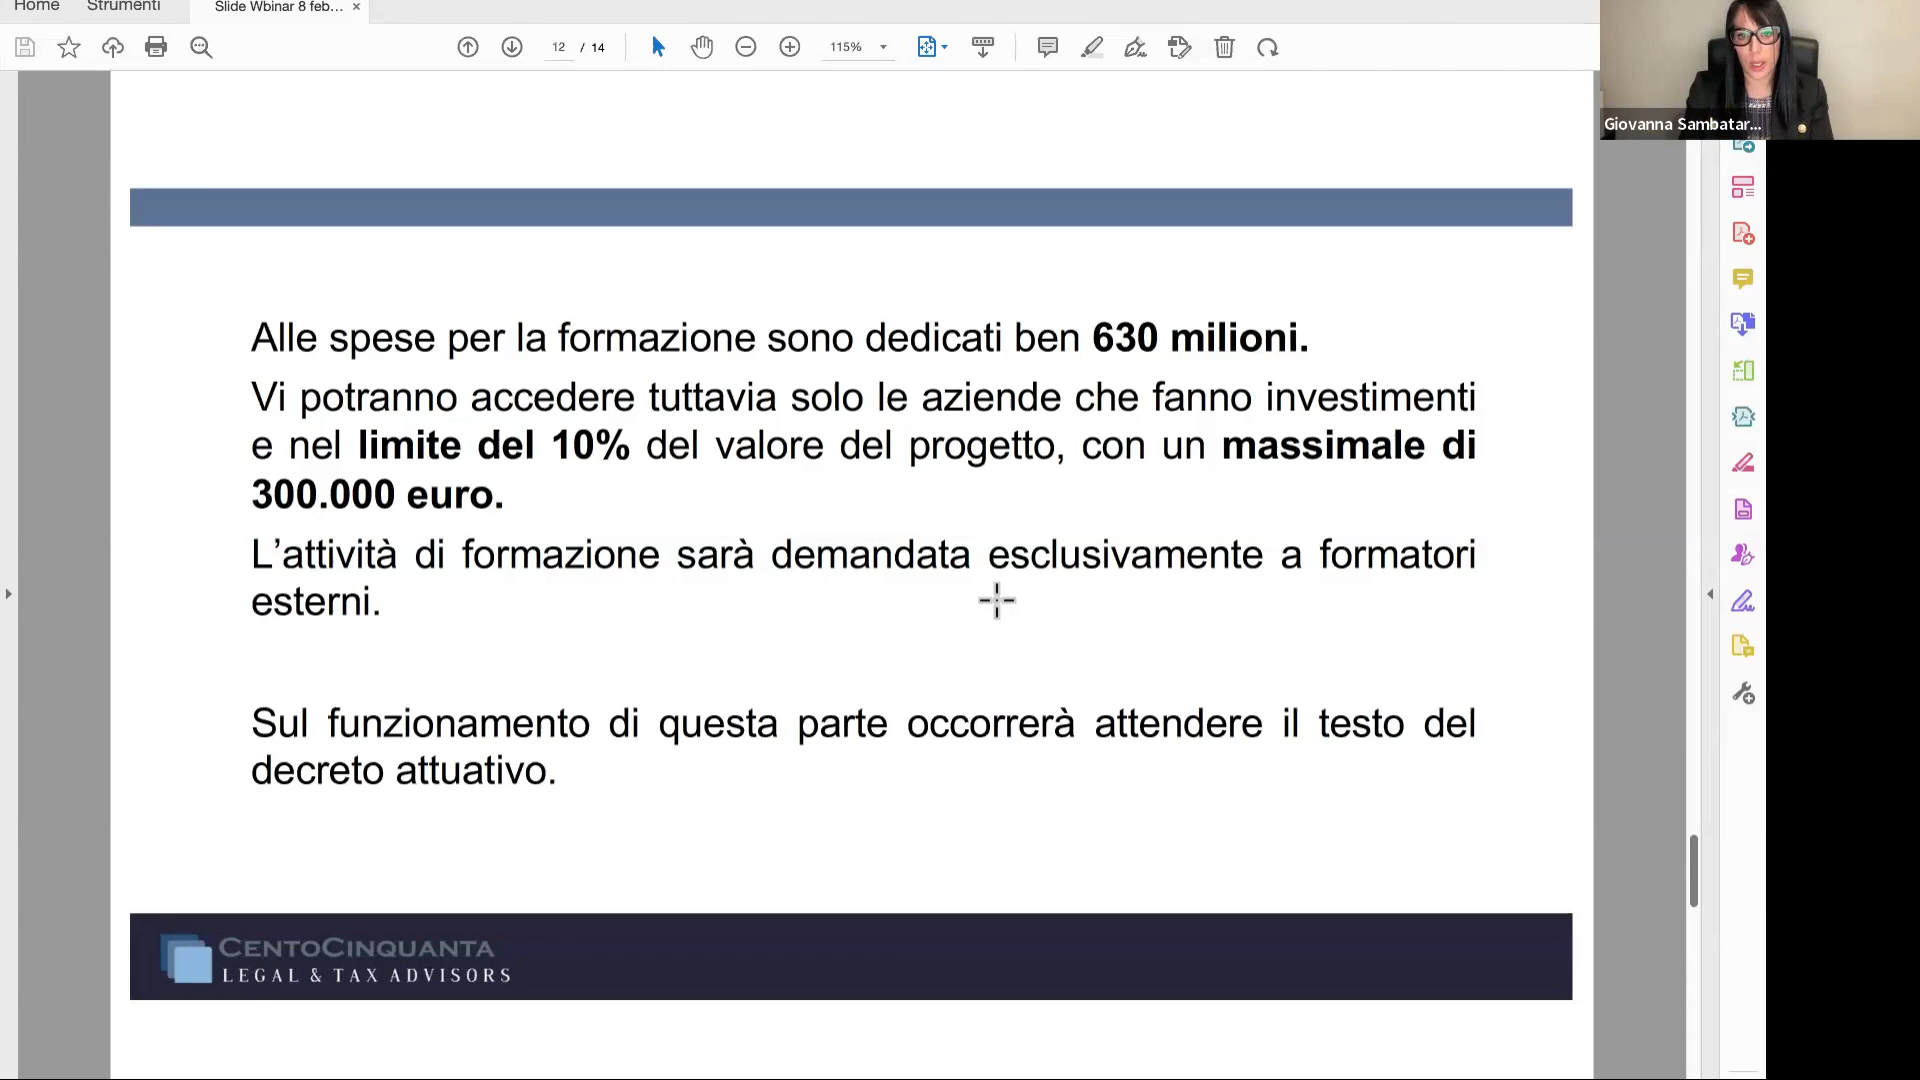 Home
Strumenti
Slide Wbinar 8 feb... ×
12 / 14
115%
Giovanna Sambatar...
Alle spese per la formazione sono dedicati ben 630 milioni.
Vi potranno accedere tuttavia solo le aziende che fanno investimenti
e nel limite del 10% del valore del progetto, con un massimale di
300.000 euro.
L’attività di formazione sarà demandata esclusivamente a formatori
esterni.
Sul funzionamento di questa parte occorrerà attendere il testo del
decreto attuativo.
CENTOCINQUANTA
LEGAL & TAX ADVISORS